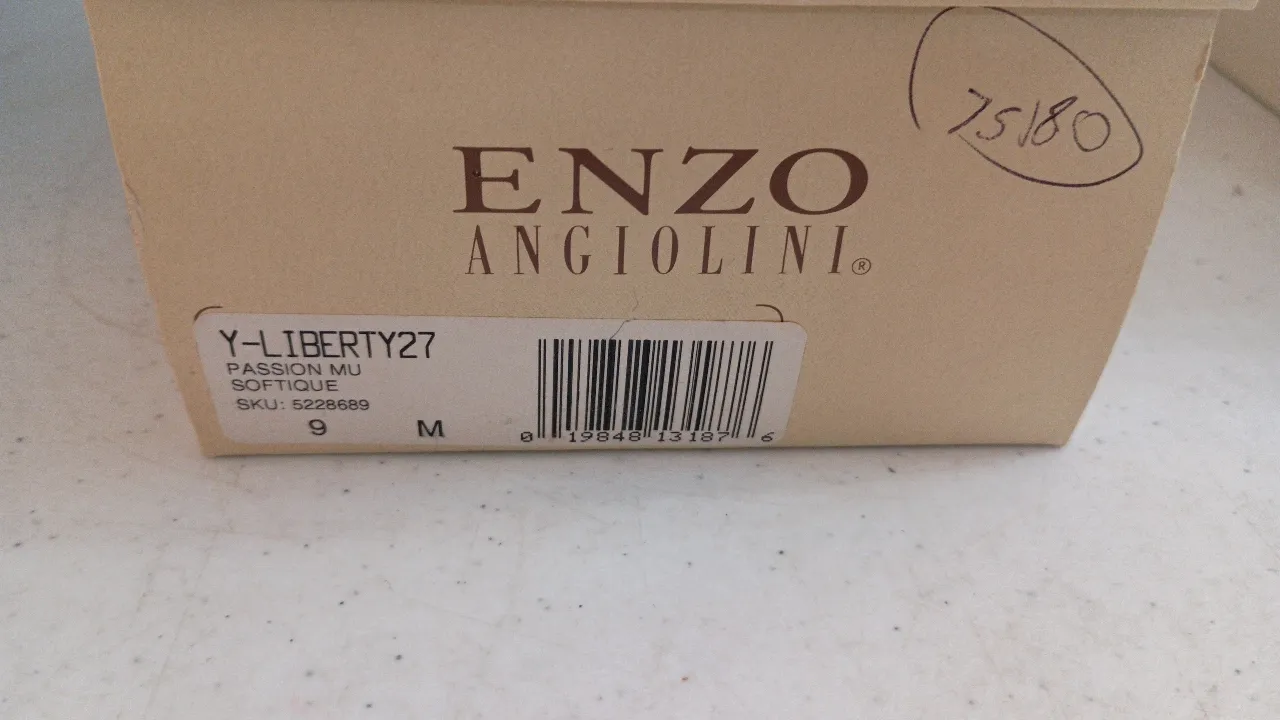 75180
ENZO
ANGIOLINI®
Y-LIBERTY27
PASSION MU
SOFTIQUE
SKU: 5228689
9 M
0 19848 13187 6